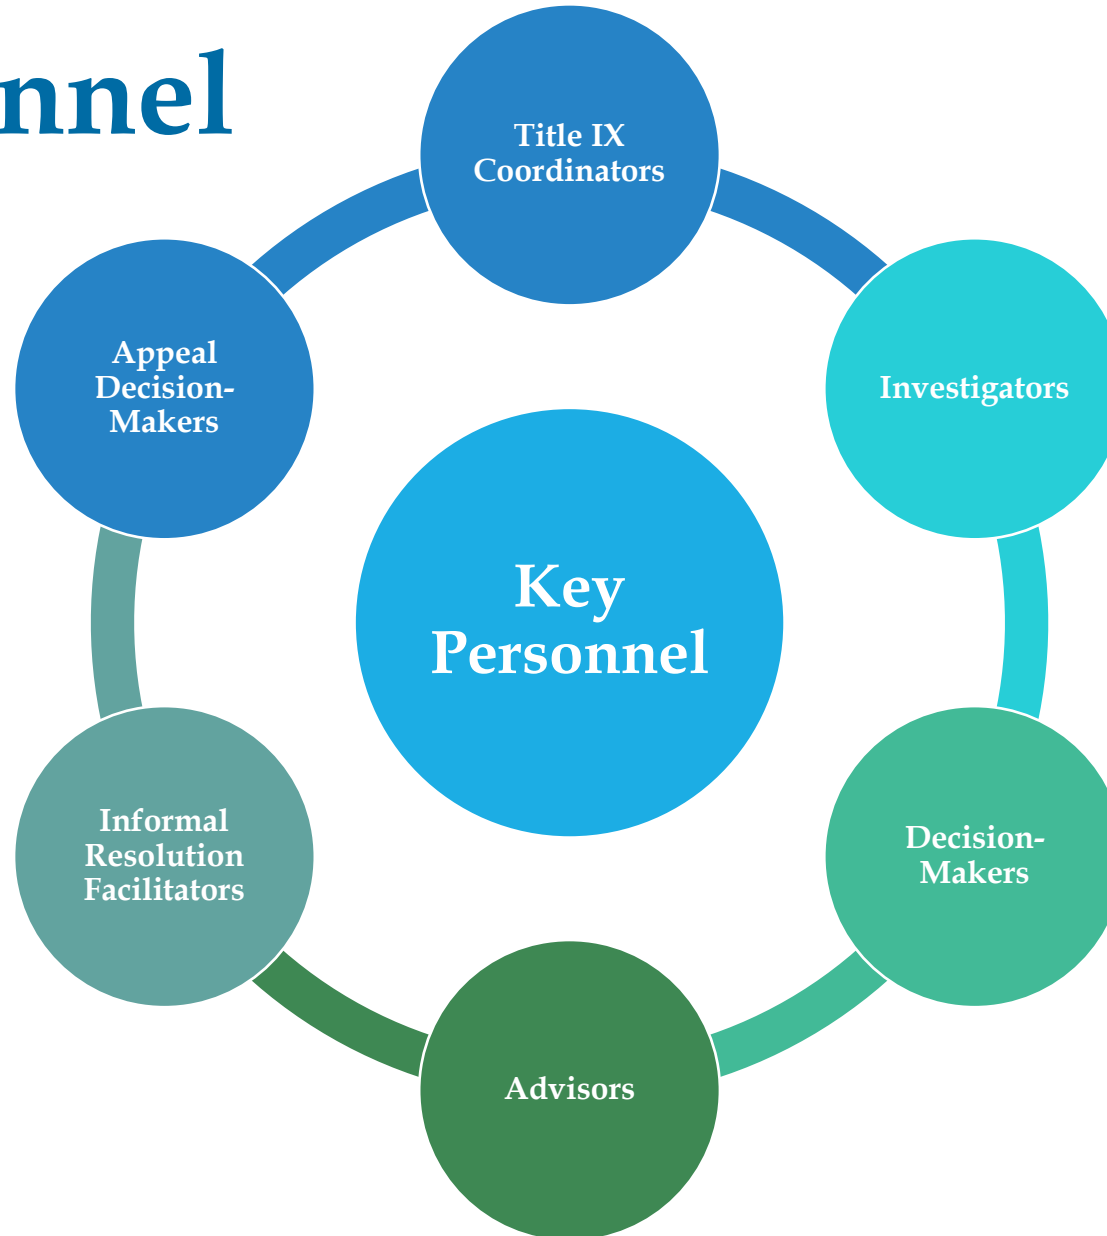 nnel
Title IX
Coordinators
Investigators
Decision-
Makers
Advisors
Informal
Resolution
Facilitators
Appeal
Decision-
Makers
Key
Personnel